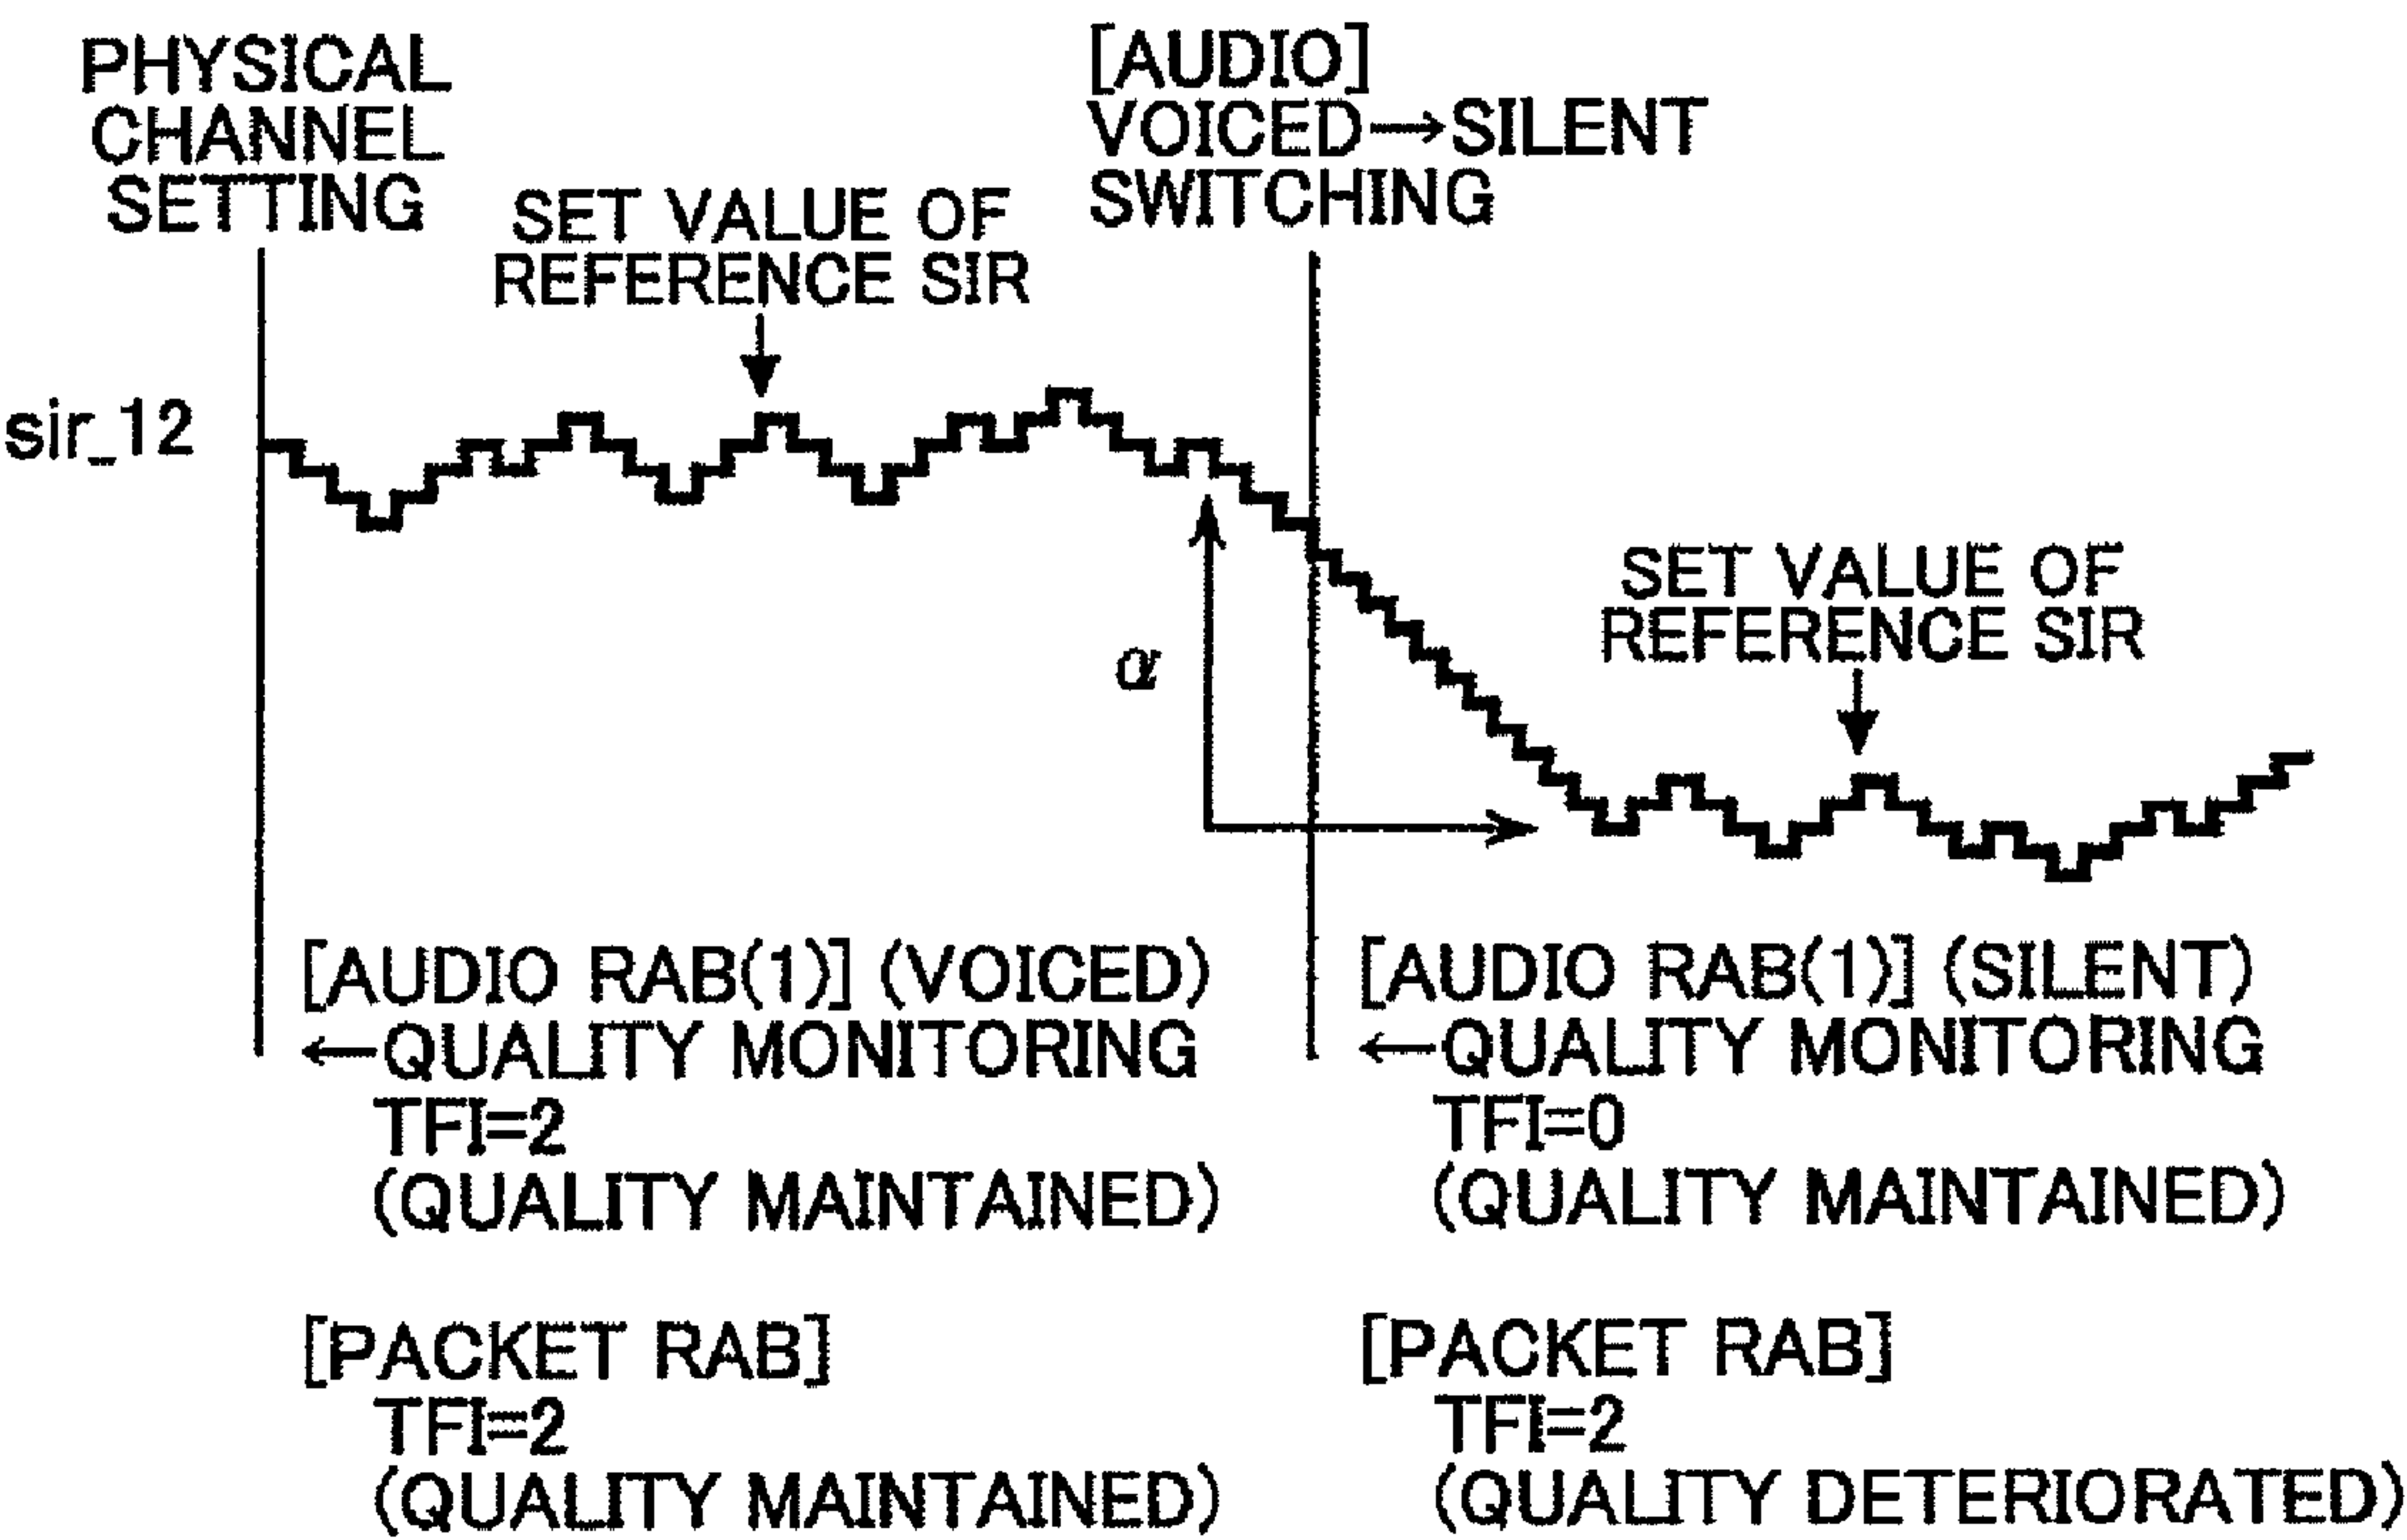 PHYSICAL
CHANNEL
SETTING
[AUDIO]
VOICED→SILENT
SWITCHING
SET VALUE OF
REFERENCE SIR
sir_12
α
SET VALUE OF
REFERENCE SIR
[AUDIO RAB(1)] (VOICED)
←QUALITY MONITORING
TFI=2
(QUALITY MAINTAINED)
[PACKET RAB]
TFI=2
(QUALITY MAINTAINED)
[AUDIO RAB(1)] (SILENT)
←QUALITY MONITORING
TFI=0
(QUALITY MAINTAINED)
[PACKET RAB]
TFI=2
(QUALITY DETERIORATED)